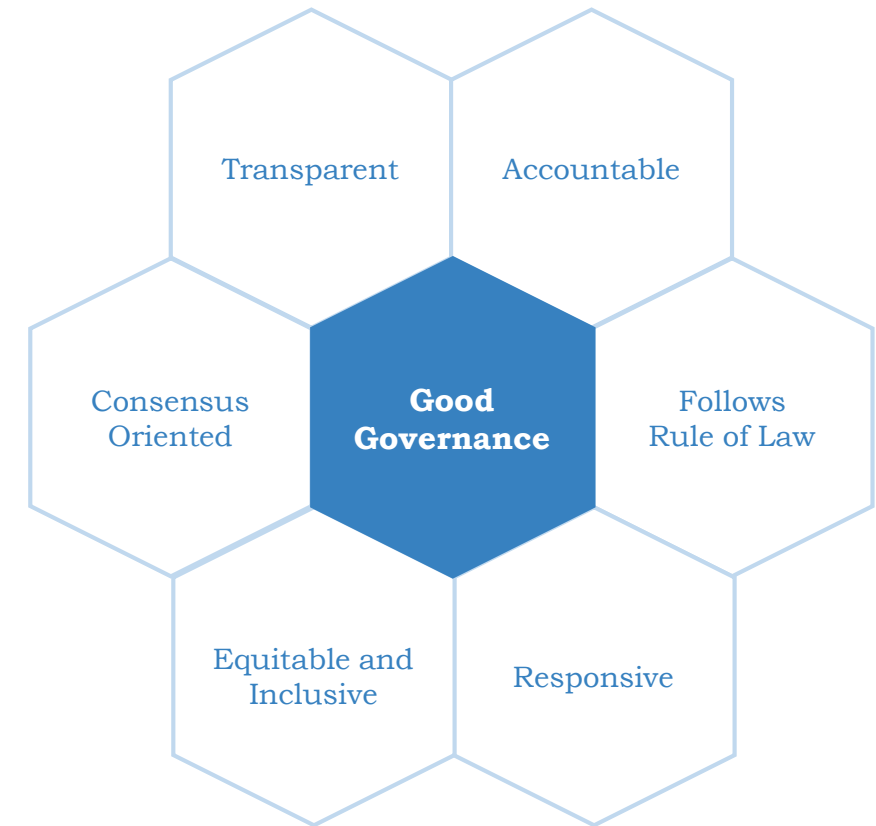 Transparent
Accountable
Consensus
Oriented
Good
Governance
Follows
Rule of Law
Equitable and
Inclusive
Responsive